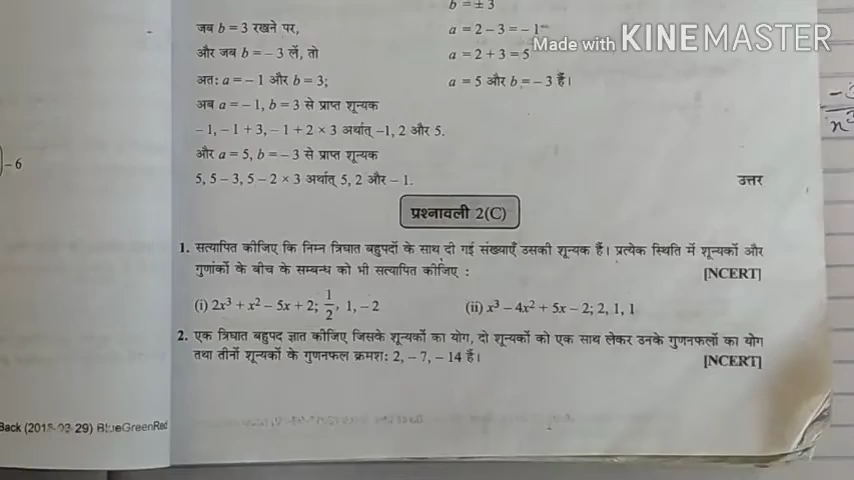 b = ± 3
जब b = 3 रखने पर, a = 2 – 3 = – 1
और जब b = – 3 लें, तो a = 2 + 3 = 5
Made with KINEMASTER
अतः a = – 1 और b = 3; a = 5 और b = – 3 हैं।
अब a = – 1, b = 3 से प्राप्त शून्यक
– 1, – 1 + 3, – 1 + 2 × 3 अर्थात् –1, 2 और 5.
और a = 5, b = – 3 से प्राप्त शून्यक
– 6
5, 5 – 3, 5 – 2 × 3 अर्थात् 5, 2 और – 1. उत्तर
प्रश्नावली 2(C)
1. सत्यापित कीजिए कि निम्न त्रिघात बहुपदों के साथ दी गई संख्याएँ उसकी शून्यक हैं। प्रत्येक स्थिति में शून्यकों और
गुणांकों के बीच के सम्बन्ध को भी सत्यापित कीजिए : [NCERT]
(i) 2x³ + x² – 5x + 2; 1/2, 1, – 2 (ii) x³ – 4x² + 5x – 2; 2, 1, 1
2. एक त्रिघात बहुपद ज्ञात कीजिए जिसके शून्यकों का योग, दो शून्यकों को एक साथ लेकर उनके गुणनफलों का योग
तथा तीनों शून्यकों के गुणनफल क्रमशः 2, – 7, – 14 हैं। [NCERT]
Back (2018-03-29) BlueGreenRed